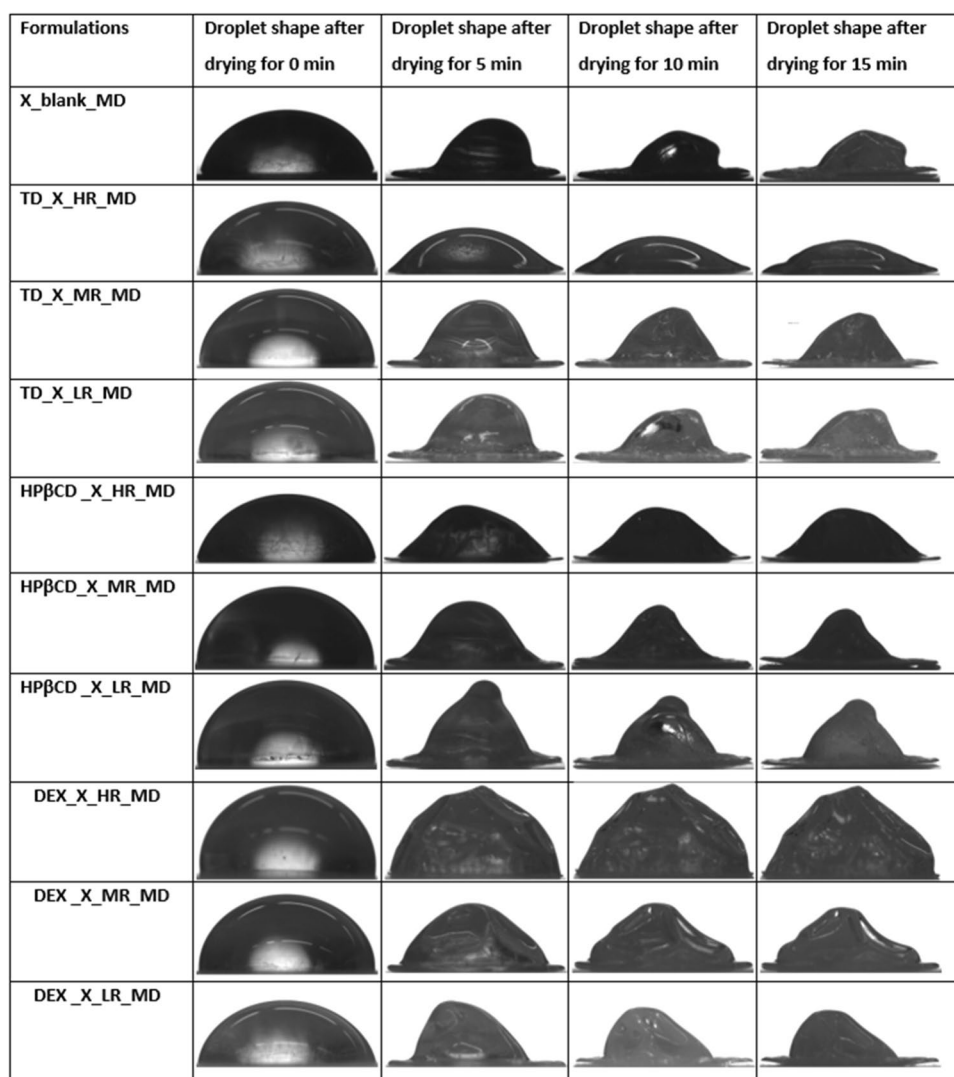 Formulations
Droplet shape after
drying for 0 min
Droplet shape after
drying for 5 min
Droplet shape after
drying for 10 min
Droplet shape after
drying for 15 min
X_blank_MD
TD_X_HR_MD
TD_X_MR_MD
TD_X_LR_MD
HPβCD _X_HR_MD
HPβCD_X_MR_MD
HPβCD _X_LR_MD
DEX_X_HR_MD
DEX _X_MR_MD
DEX _X_LR_MD